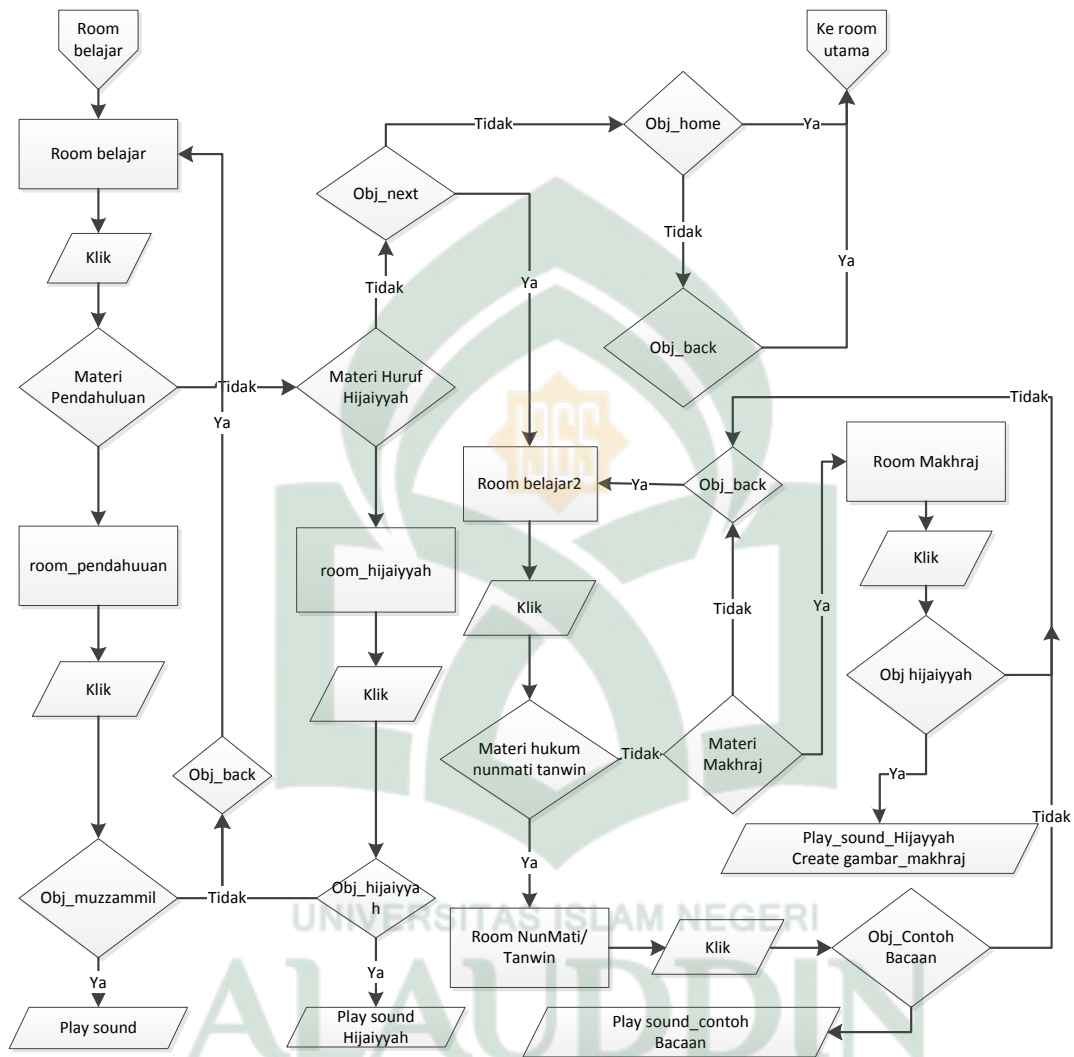 Room
belajar
Ke room
utama
Tidak
Obj_home
Ya
Room belajar
Obj_next
Tidak
Klik
Tidak
Ya
Ya
Obj_back
Materi
Pendahuluan
Tidak
Materi Huruf
Hijaiyyah
Tidak
Ya
Room belajar2
Ya
Obj_back
Room Makhraj
room_pendahuuan
room_hijaiyyah
Klik
Klik
Tidak
Ya
Klik
Klik
Obj hijaiyyah
Materi hukum
nunmati tanwin
Tidak
Materi
Makhraj
Obj_back
Ya
Play_sound_Hijayyah
Create gambar_makhraj
Tidak
Ya
Obj_muzzammil
Tidak
Obj_hijaiyya
h
UNIVERSITAS ISLAM NEGERI
Room NunMati/
Tanwin
Klik
Obj_Contoh
Bacaan
Ya
Ya
Play sound
Play sound
Hijaiyyah
Play sound_contoh
Bacaan
ALAUDDIN